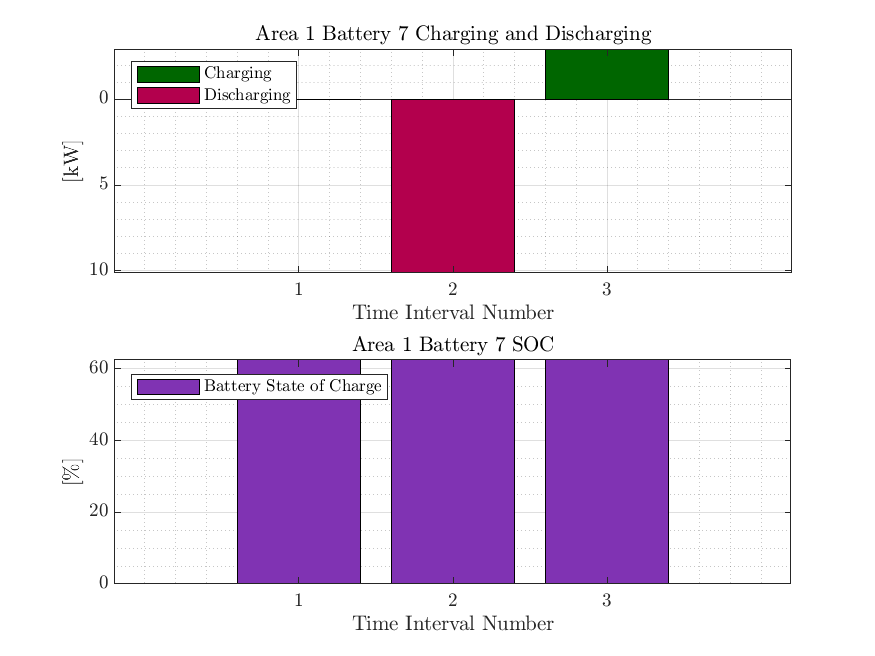 Area 1 Battery 7 Charging and Discharging
Charging
Discharging
0
5
10
[kW]
1 2 3
Time Interval Number
Area 1 Battery 7 SOC
Battery State of Charge
60
40
20
0
[%]
1 2 3
Time Interval Number